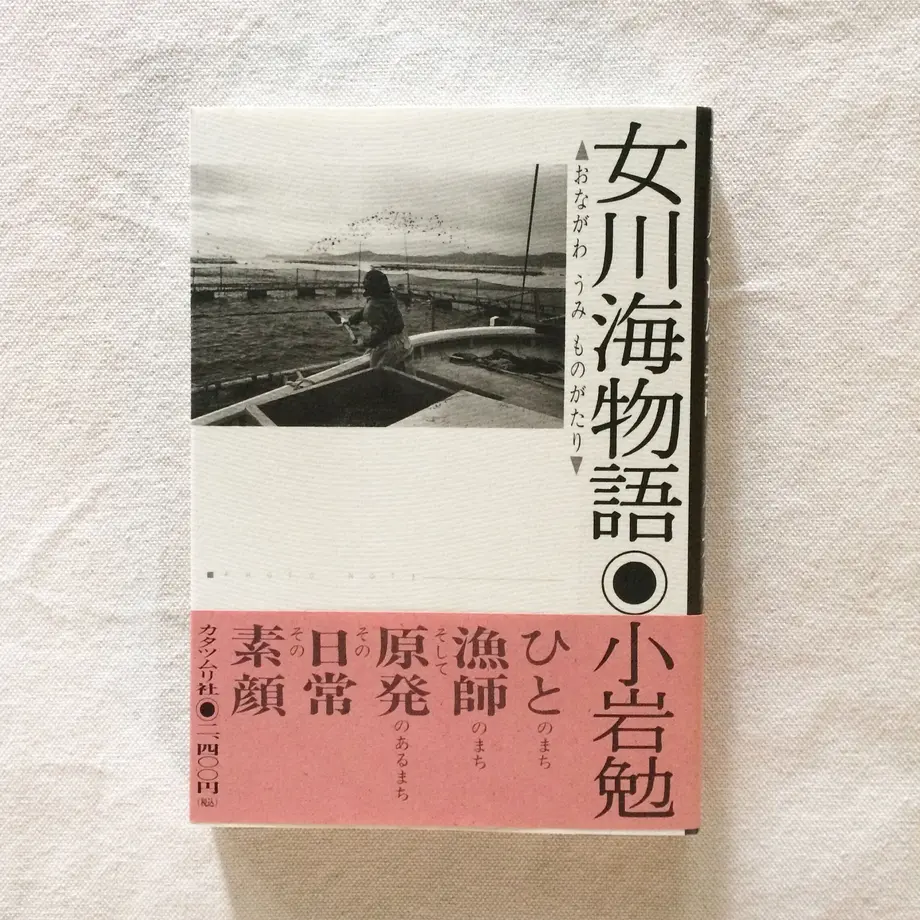 女川海物語◉小岩勉
▲おながわ うみ ものがたり▼
ひとのまち
漁師のまち
そして
原発のあるまち
その
日常
その
素顔
カタツムリ社●二、四〇〇円(税込)